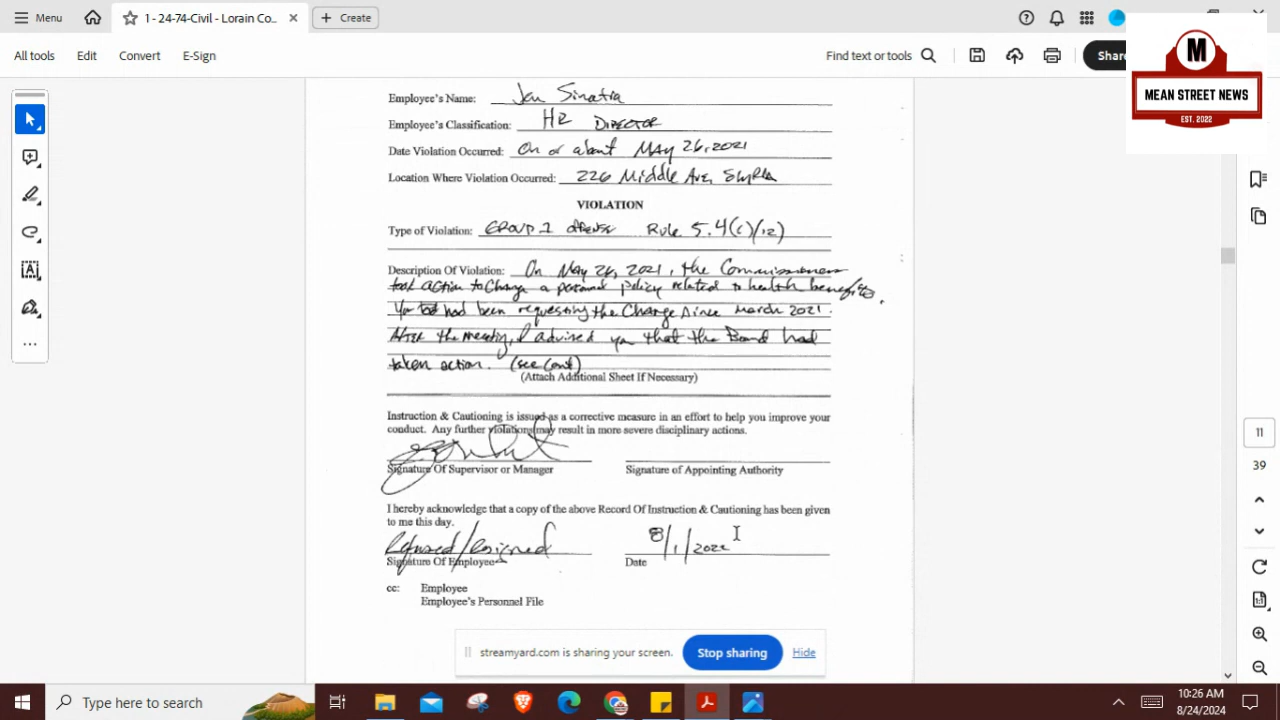 Menu
1 - 24-74-Civil - Lorain Co...
Create
All tools
Edit
Convert
E-Sign
Find text or tools
Share
M
MEAN STREET NEWS
EST. 2022
Employee's Name: Jen Sinatra
Employee's Classification: HR DIRECTOR
Date Violation Occurred: On or about MAY 26, 2021
Location Where Violation Occurred: 226 Middle Ave,
VIOLATION
Type of Violation: GROUP 1 offense Rule 5.4(c)/12)
Description Of Violation: On May 26, 2021, the Commissioners
took action to Change a personal policy related to health benefits.
You had been requesting the Change since March 2021.
After the meeting, I advised you that the Board had
taken action. (see Cont)
(Attach Additional Sheet If Necessary)
Instruction & Cautioning is issued as a corrective measure in an effort to help you improve your
conduct. Any further violations may result in more severe disciplinary actions.
Signature Of Supervisor or Manager
Signature of Appointing Authority
I hereby acknowledge that a copy of the above Record Of Instruction & Cautioning has been given
to me this day.
Refused/Resigned
8/1/2022
Signature Of Employee
Date
cc: Employee
Employee's Personnel File
11
39
streamyard.com is sharing your screen.
Stop sharing
Hide
Type here to search
10:26 AM
8/24/2024